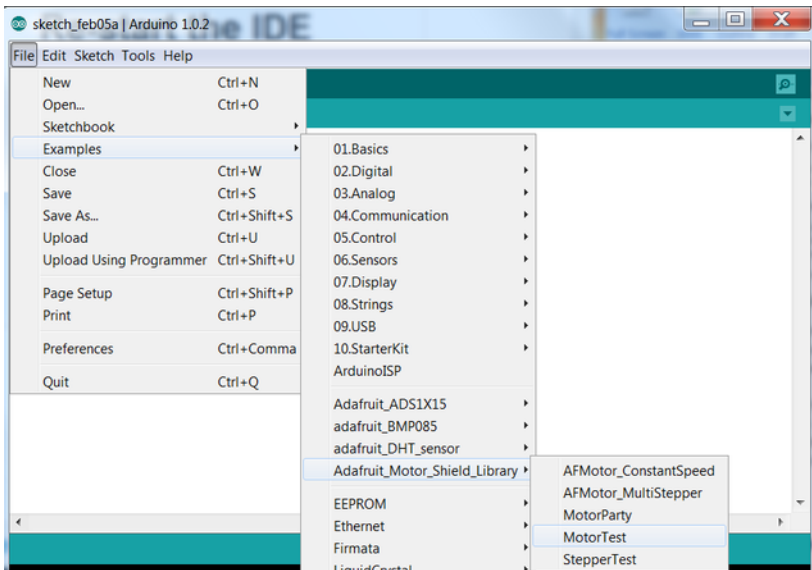 sketch_feb05a | Arduino 1.0.2
File Edit Sketch Tools Help
New Ctrl+N
Open... Ctrl+O
Sketchbook
Examples
Close Ctrl+W
Save Ctrl+S
Save As... Ctrl+Shift+S
Upload Ctrl+U
Upload Using Programmer Ctrl+Shift+U
Page Setup Ctrl+Shift+P
Print Ctrl+P
Preferences Ctrl+Comma
Quit Ctrl+Q
01.Basics
02.Digital
03.Analog
04.Communication
05.Control
06.Sensors
07.Display
08.Strings
09.USB
10.StarterKit
ArduinoISP
Adafruit_ADS1X15
adafruit_BMP085
adafruit_DHT_sensor
Adafruit_Motor_Shield_Library
EEPROM
Ethernet
Firmata
LiquidCrystal
AFMotor_ConstantSpeed
AFMotor_MultiStepper
MotorParty
MotorTest
StepperTest